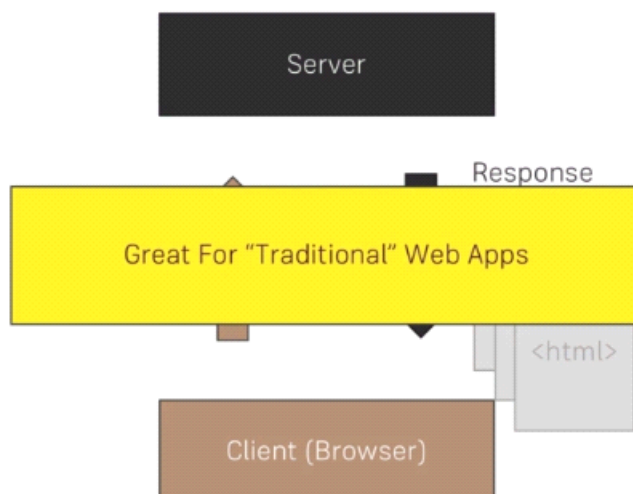 Server
Response
Great For “Traditional” Web Apps
<html>
Client (Browser)